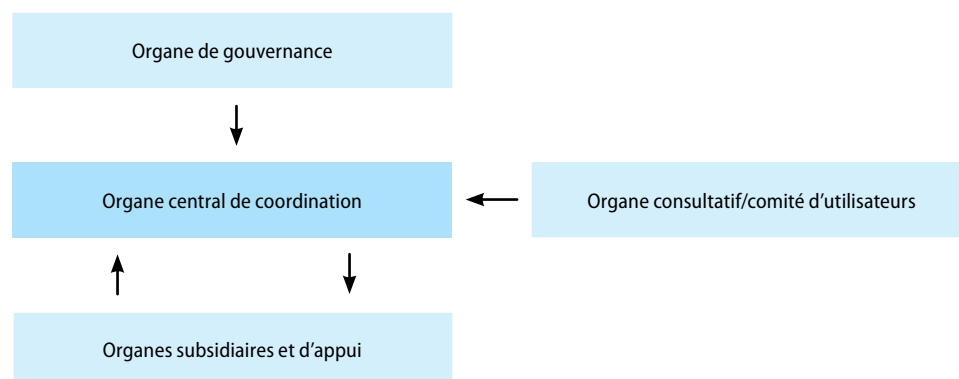 Organe de gouvernance
Organe central de coordination
Organe consultatif/comité d’utilisateurs
Organes subsidiaires et d’appui